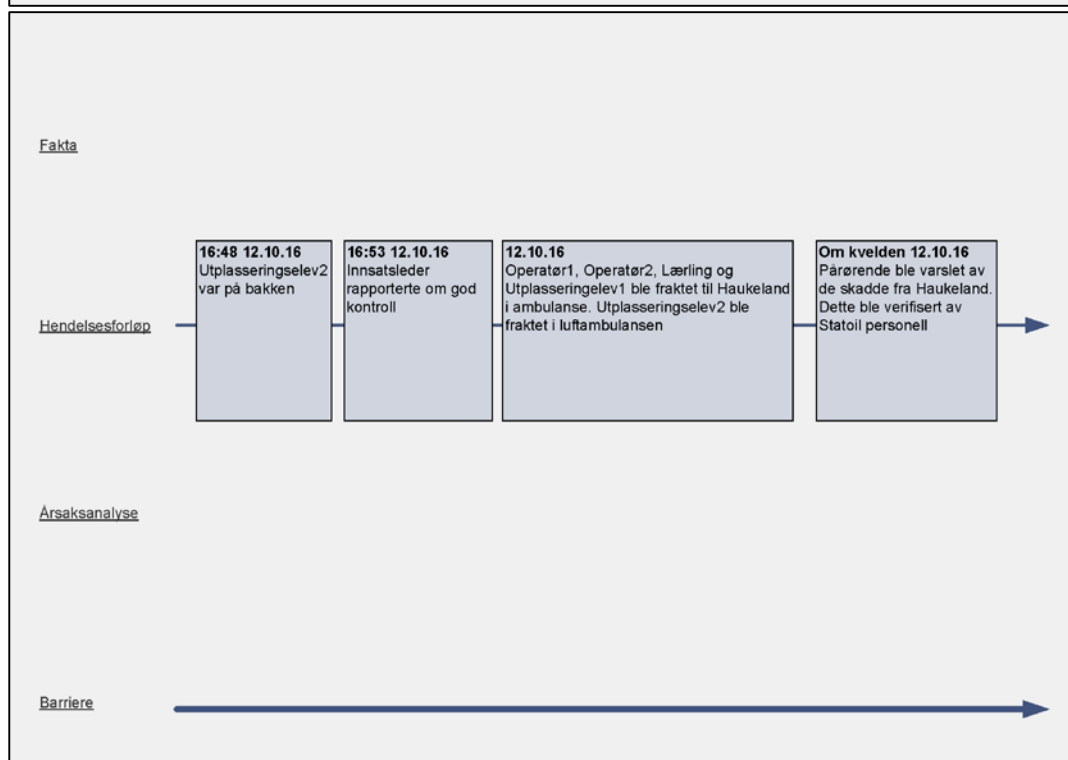 Fakta
16:48 12.10.16
Utplasseringselev2
var på bakken
16:53 12.10.16
Innsatsleder
rapporterte om god
kontroll
12.10.16
Operatør1, Operatør2, Lærling og
Utplasseringelev1 ble fraktet til Haukeland
i ambulanse. Utplasseringselev2 ble
fraktet i luftambulansen
Om kvelden 12.10.16
Pårørende ble varslet av
de skadde fra Haukeland.
Dette ble verifisert av
Statoil personell
Hendelsesforløp
Årsaksanalyse
Barriere